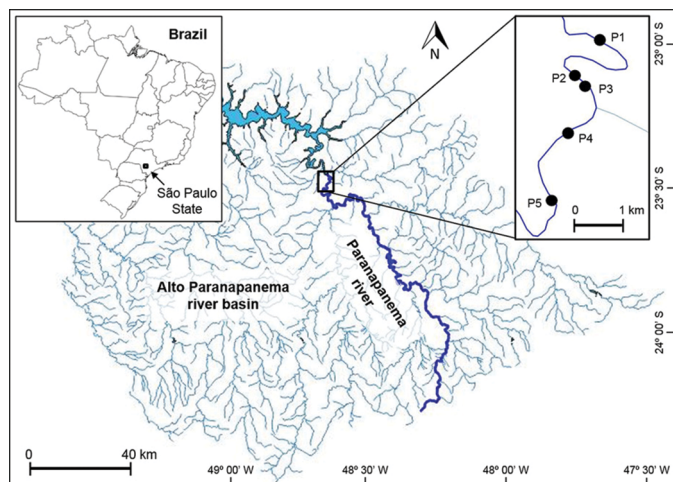 Brazil
São Paulo
State
N
P1
P2
P3
P4
P5
0 1 km
23°00' S
23°30' S
24°00' S
Alto Paranapanema
river basin
Paranapanema
river
0 40 km
49°00' W
48°30' W
48°00' W
47°30' W